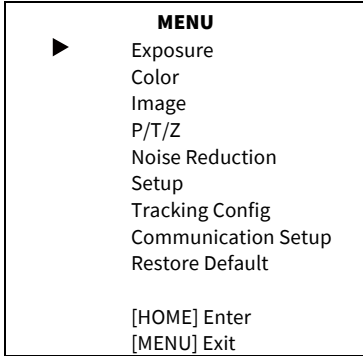 MENU
Exposure
Color
Image
P/T/Z
Noise Reduction
Setup
Tracking Config
Communication Setup
Restore Default
[HOME] Enter
[MENU] Exit